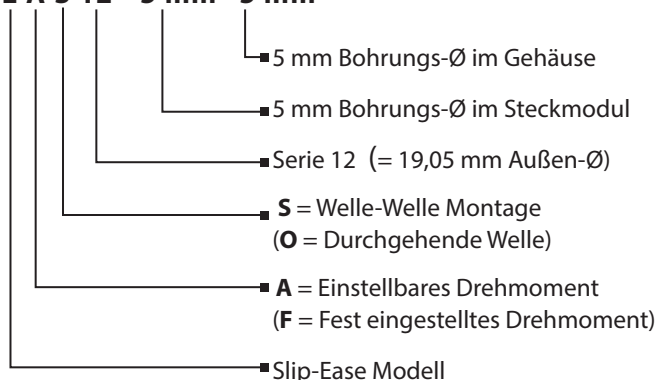 5 mm Bohrungs-Ø im Gehäuse
5 mm Bohrungs-Ø im Steckmodul
Serie 12 (= 19,05 mm Außen-Ø)
S = Welle-Welle Montage
(O = Durchgehende Welle)
A = Einstellbares Drehmoment
(F = Fest eingestelltes Drehmoment)
Slip-Ease Modell